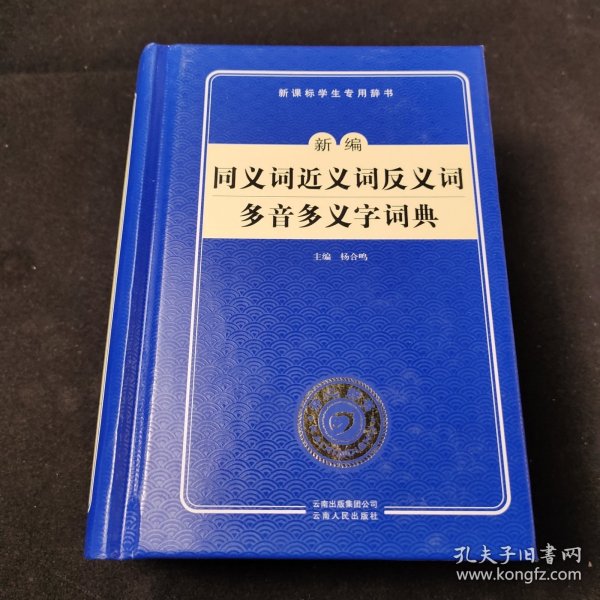 新课标学生专用辞书
新编
同义词近义词反义词
多音多义字词典
主编 杨合鸣
云南出版集团公司
云南人民出版社
孔夫子旧书网
www.kongfz.com